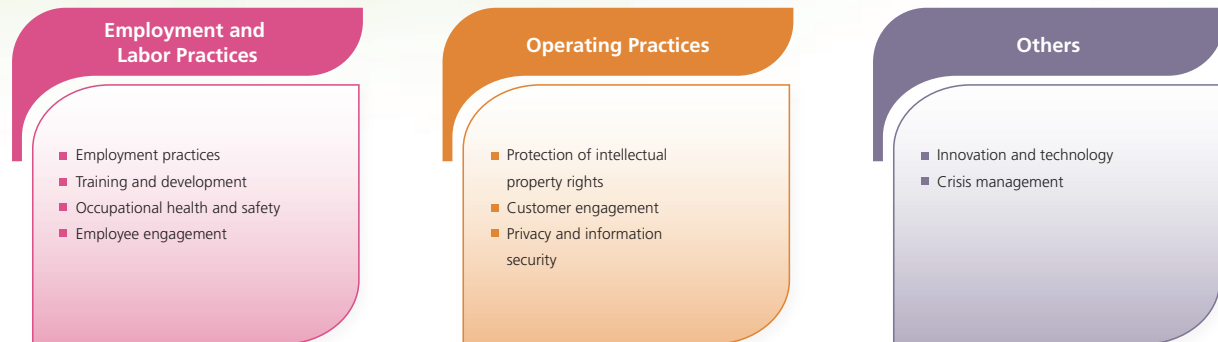 Employment and
Labor Practices
Employment practices
Training and development
Occupational health and safety
Employee engagement
Operating Practices
Protection of intellectual
property rights
Customer engagement
Privacy and information
security
Others
Innovation and technology
Crisis management